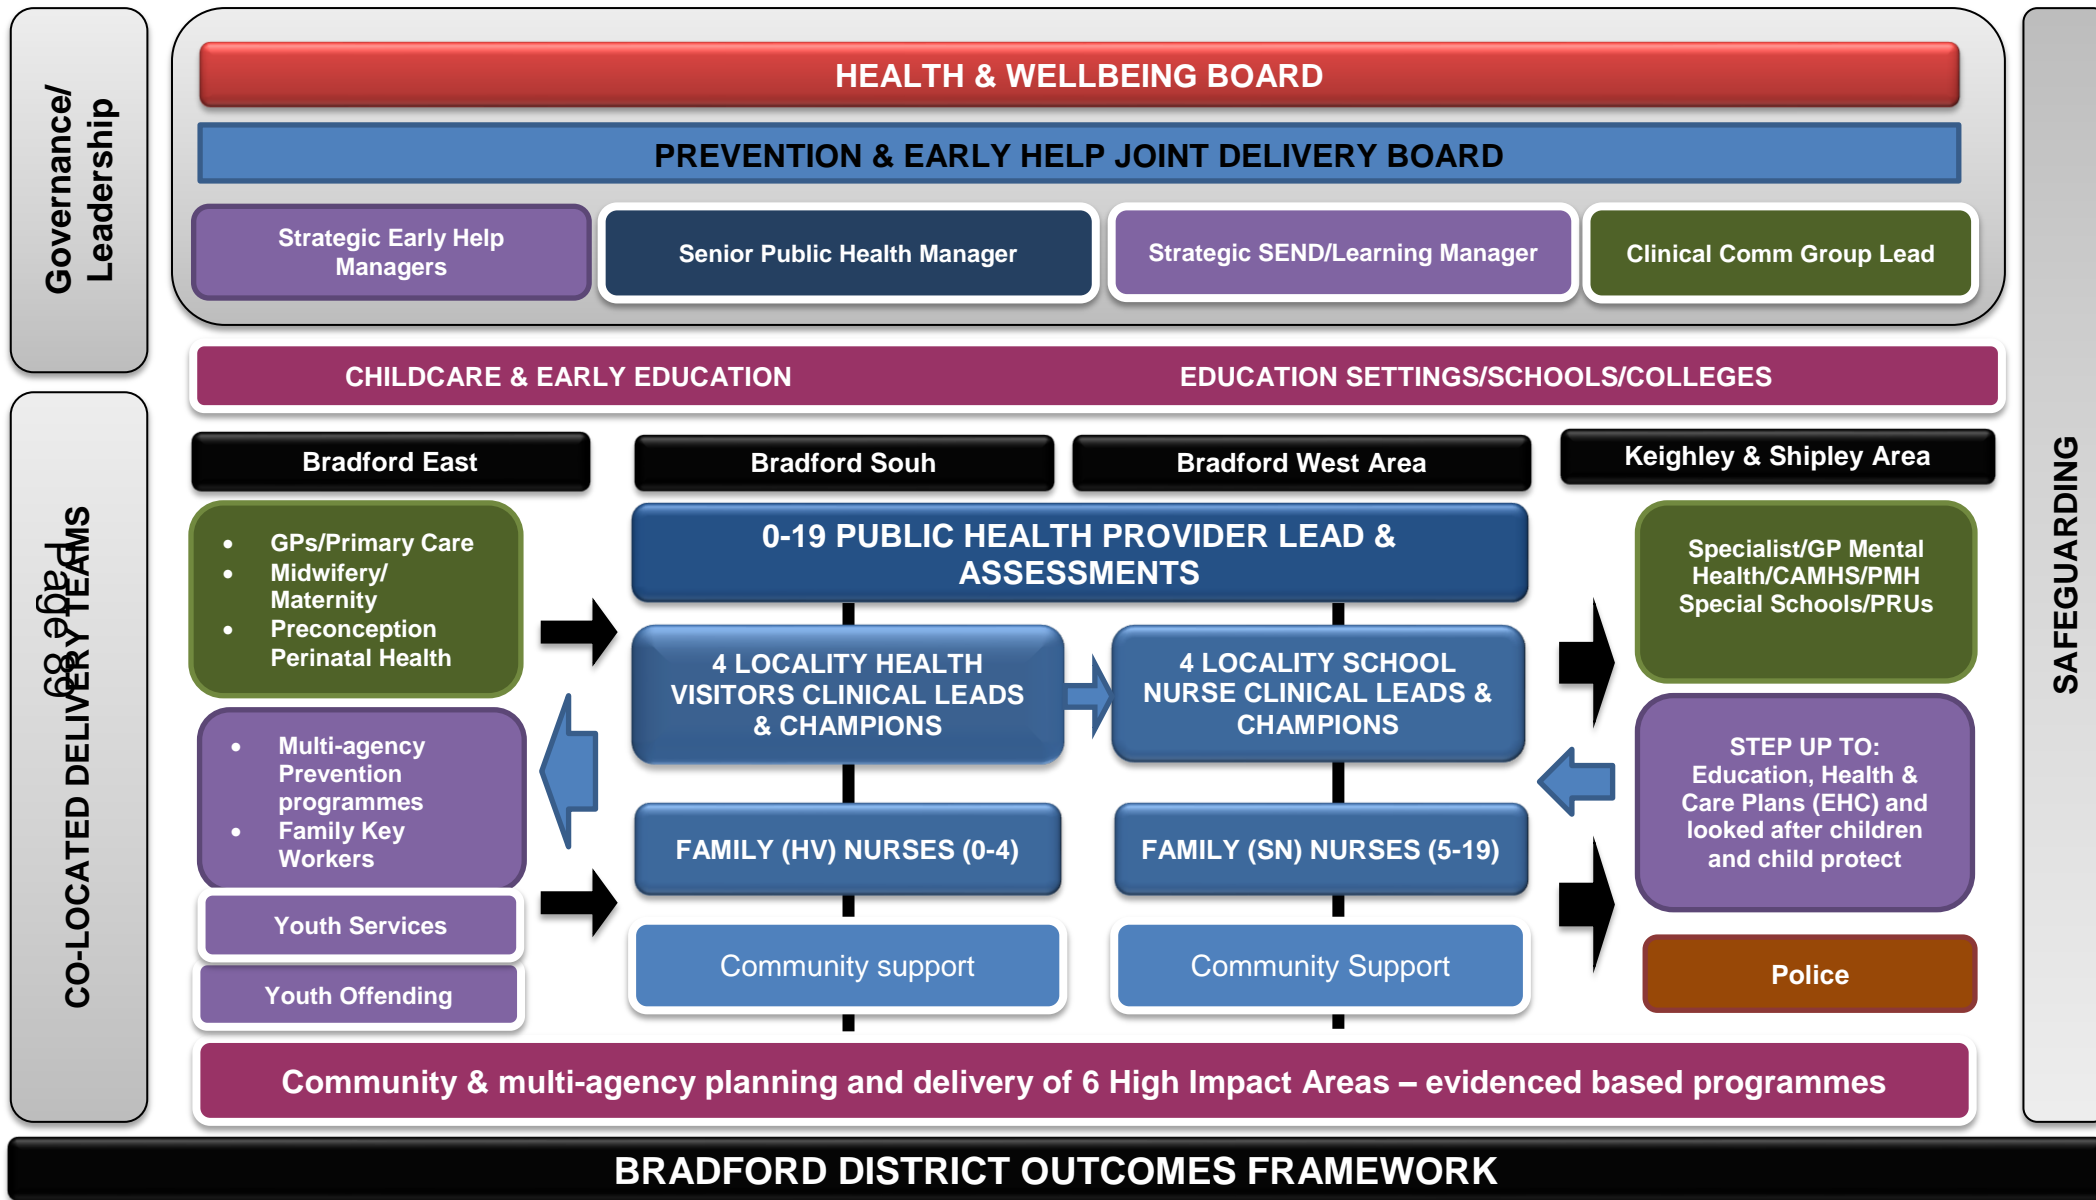 Governance/
Leadership
HEALTH & WELLBEING BOARD
PREVENTION & EARLY HELP JOINT DELIVERY BOARD
Strategic Early Help
Managers
Senior Public Health Manager
Strategic SEND/Learning Manager
Clinical Comm Group Lead
CHILDCARE & EARLY EDUCATION
EDUCATION SETTINGS/SCHOOLS/COLLEGES
CO-LOCATED DELIVERY TEAMS
Page 89
Bradford East
Bradford Souh
Bradford West Area
Keighley & Shipley Area
• GPs/Primary Care
• Midwifery/
Maternity
• Preconception
Perinatal Health
• Multi-agency
Prevention
programmes
• Family Key
Workers
Youth Services
Youth Offending
0-19 PUBLIC HEALTH PROVIDER LEAD &
ASSESSMENTS
4 LOCALITY HEALTH
VISITORS CLINICAL LEADS
& CHAMPIONS
4 LOCALITY SCHOOL
NURSE CLINICAL LEADS &
CHAMPIONS
FAMILY (HV) NURSES (0-4)
FAMILY (SN) NURSES (5-19)
Community support
Community Support
Specialist/GP Mental
Health/CAMHS/PMH
Special Schools/PRUs
STEP UP TO:
Education, Health &
Care Plans (EHC) and
looked after children
and child protect
Police
SAFEGUARDING
Community & multi-agency planning and delivery of 6 High Impact Areas – evidenced based programmes
BRADFORD DISTRICT OUTCOMES FRAMEWORK